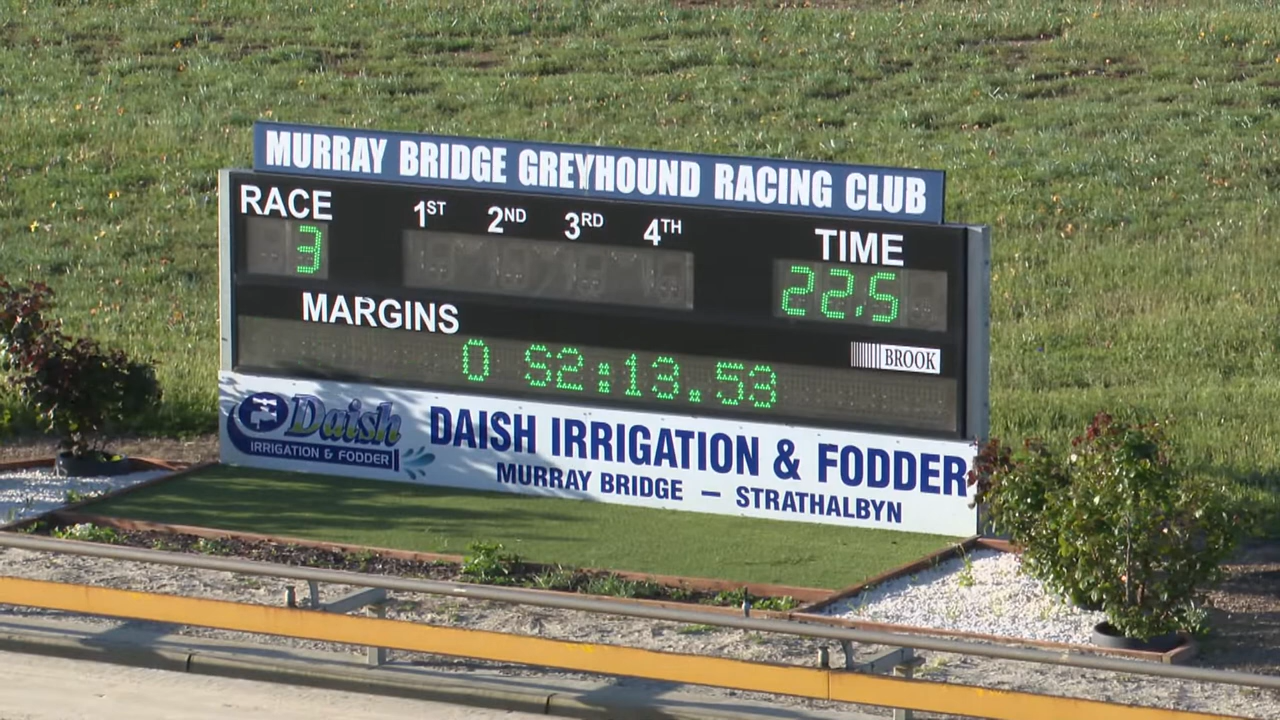 MURRAY BRIDGE GREYHOUND RACING CLUB
RACE 1ST 2ND 3RD 4TH TIME
3 22.5
MARGINS
BROOK
0 S2:13.53
Daish
IRRIGATION & FODDER
DAISH IRRIGATION & FODDER
MURRAY BRIDGE — STRATHALBYN